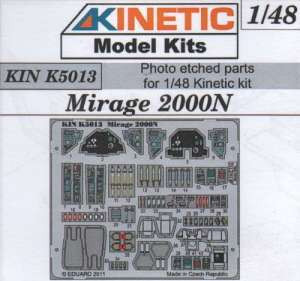 KINETIC
Model Kits
1/48
KIN K5013
Photo etched parts
for 1/48 Kinetic kit
Mirage 2000N
KIN K5013 Mirage 2000N
© EDUARD 2011
Made in Czech Republic